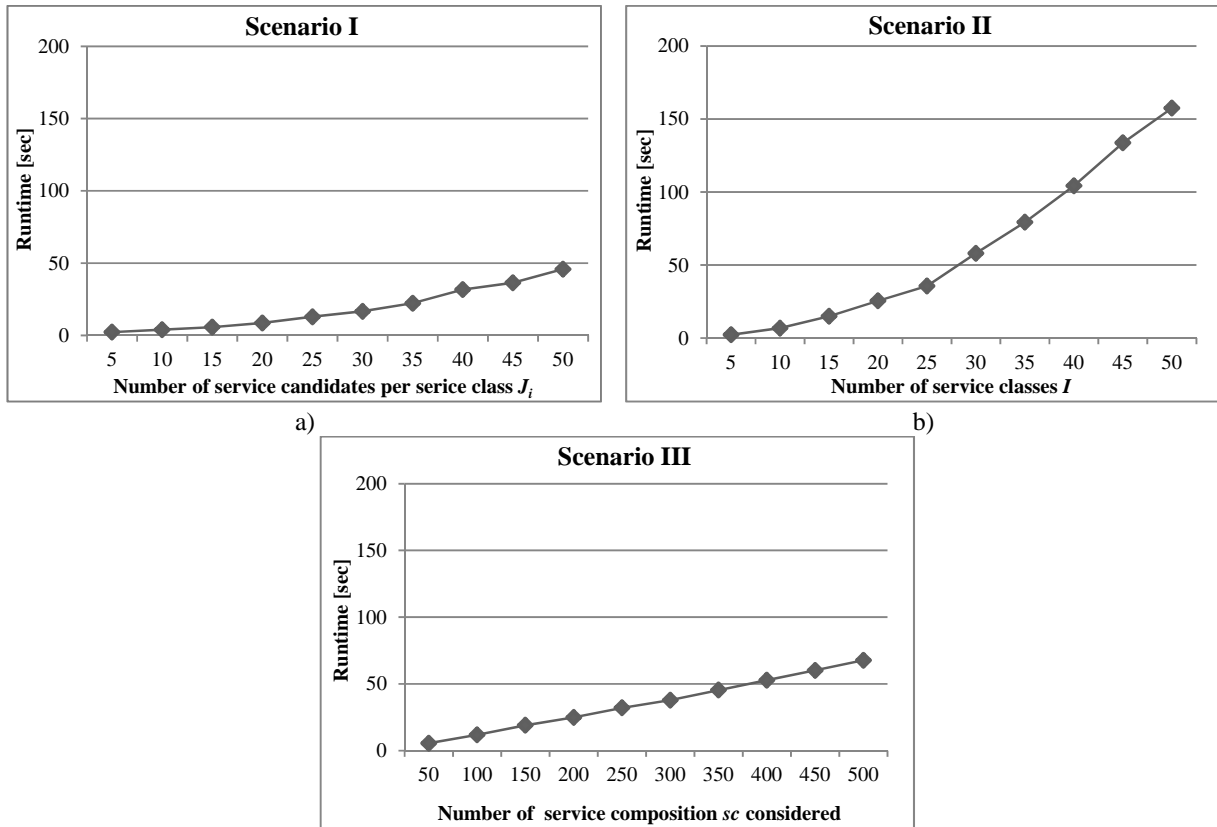 Scenario I
200
150
100
50
0
Runtime [sec]
5 10 15 20 25 30 35 40 45 50
Number of service candidates per serice class Ji
a)
Scenario II
200
150
100
50
0
Runtime [sec]
5 10 15 20 25 30 35 40 45 50
Number of service classes I
b)
Scenario III
200
150
100
50
0
Runtime [sec]
50 100 150 200 250 300 350 400 450 500
Number of service composition sc considered